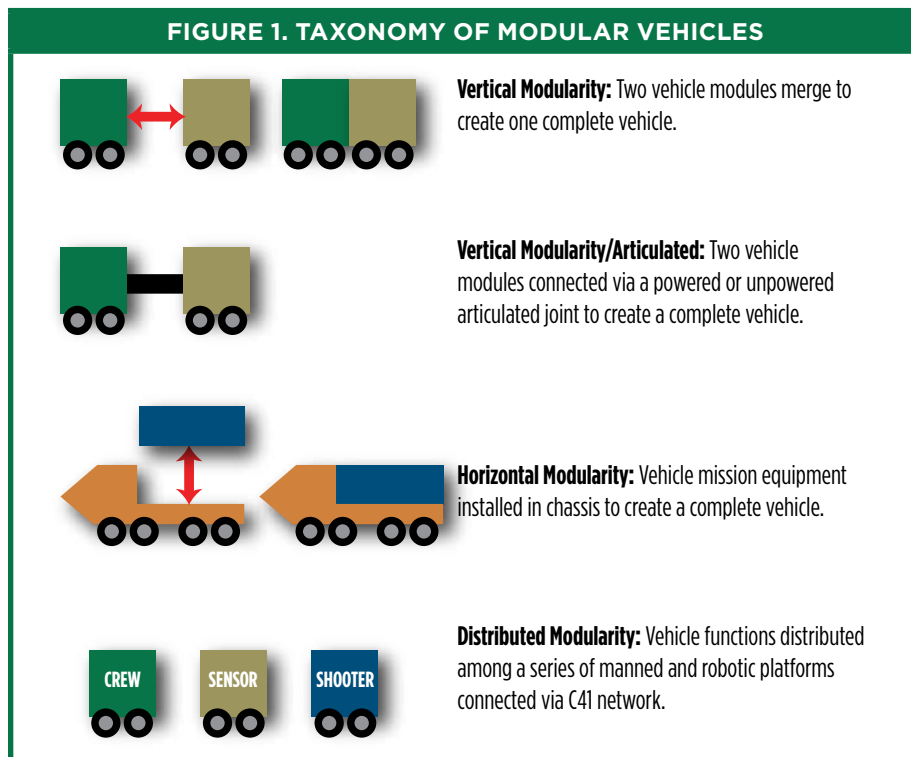 FIGURE 1. TAXONOMY OF MODULAR VEHICLES
Vertical Modularity: Two vehicle modules merge to
create one complete vehicle.
Vertical Modularity/Articulated: Two vehicle
modules connected via a powered or unpowered
articulated joint to create a complete vehicle.
Horizontal Modularity: Vehicle mission equipment
installed in chassis to create a complete vehicle.
CREW
SENSOR
SHOOTER
Distributed Modularity: Vehicle functions distributed
among a series of manned and robotic platforms
connected via C41 network.